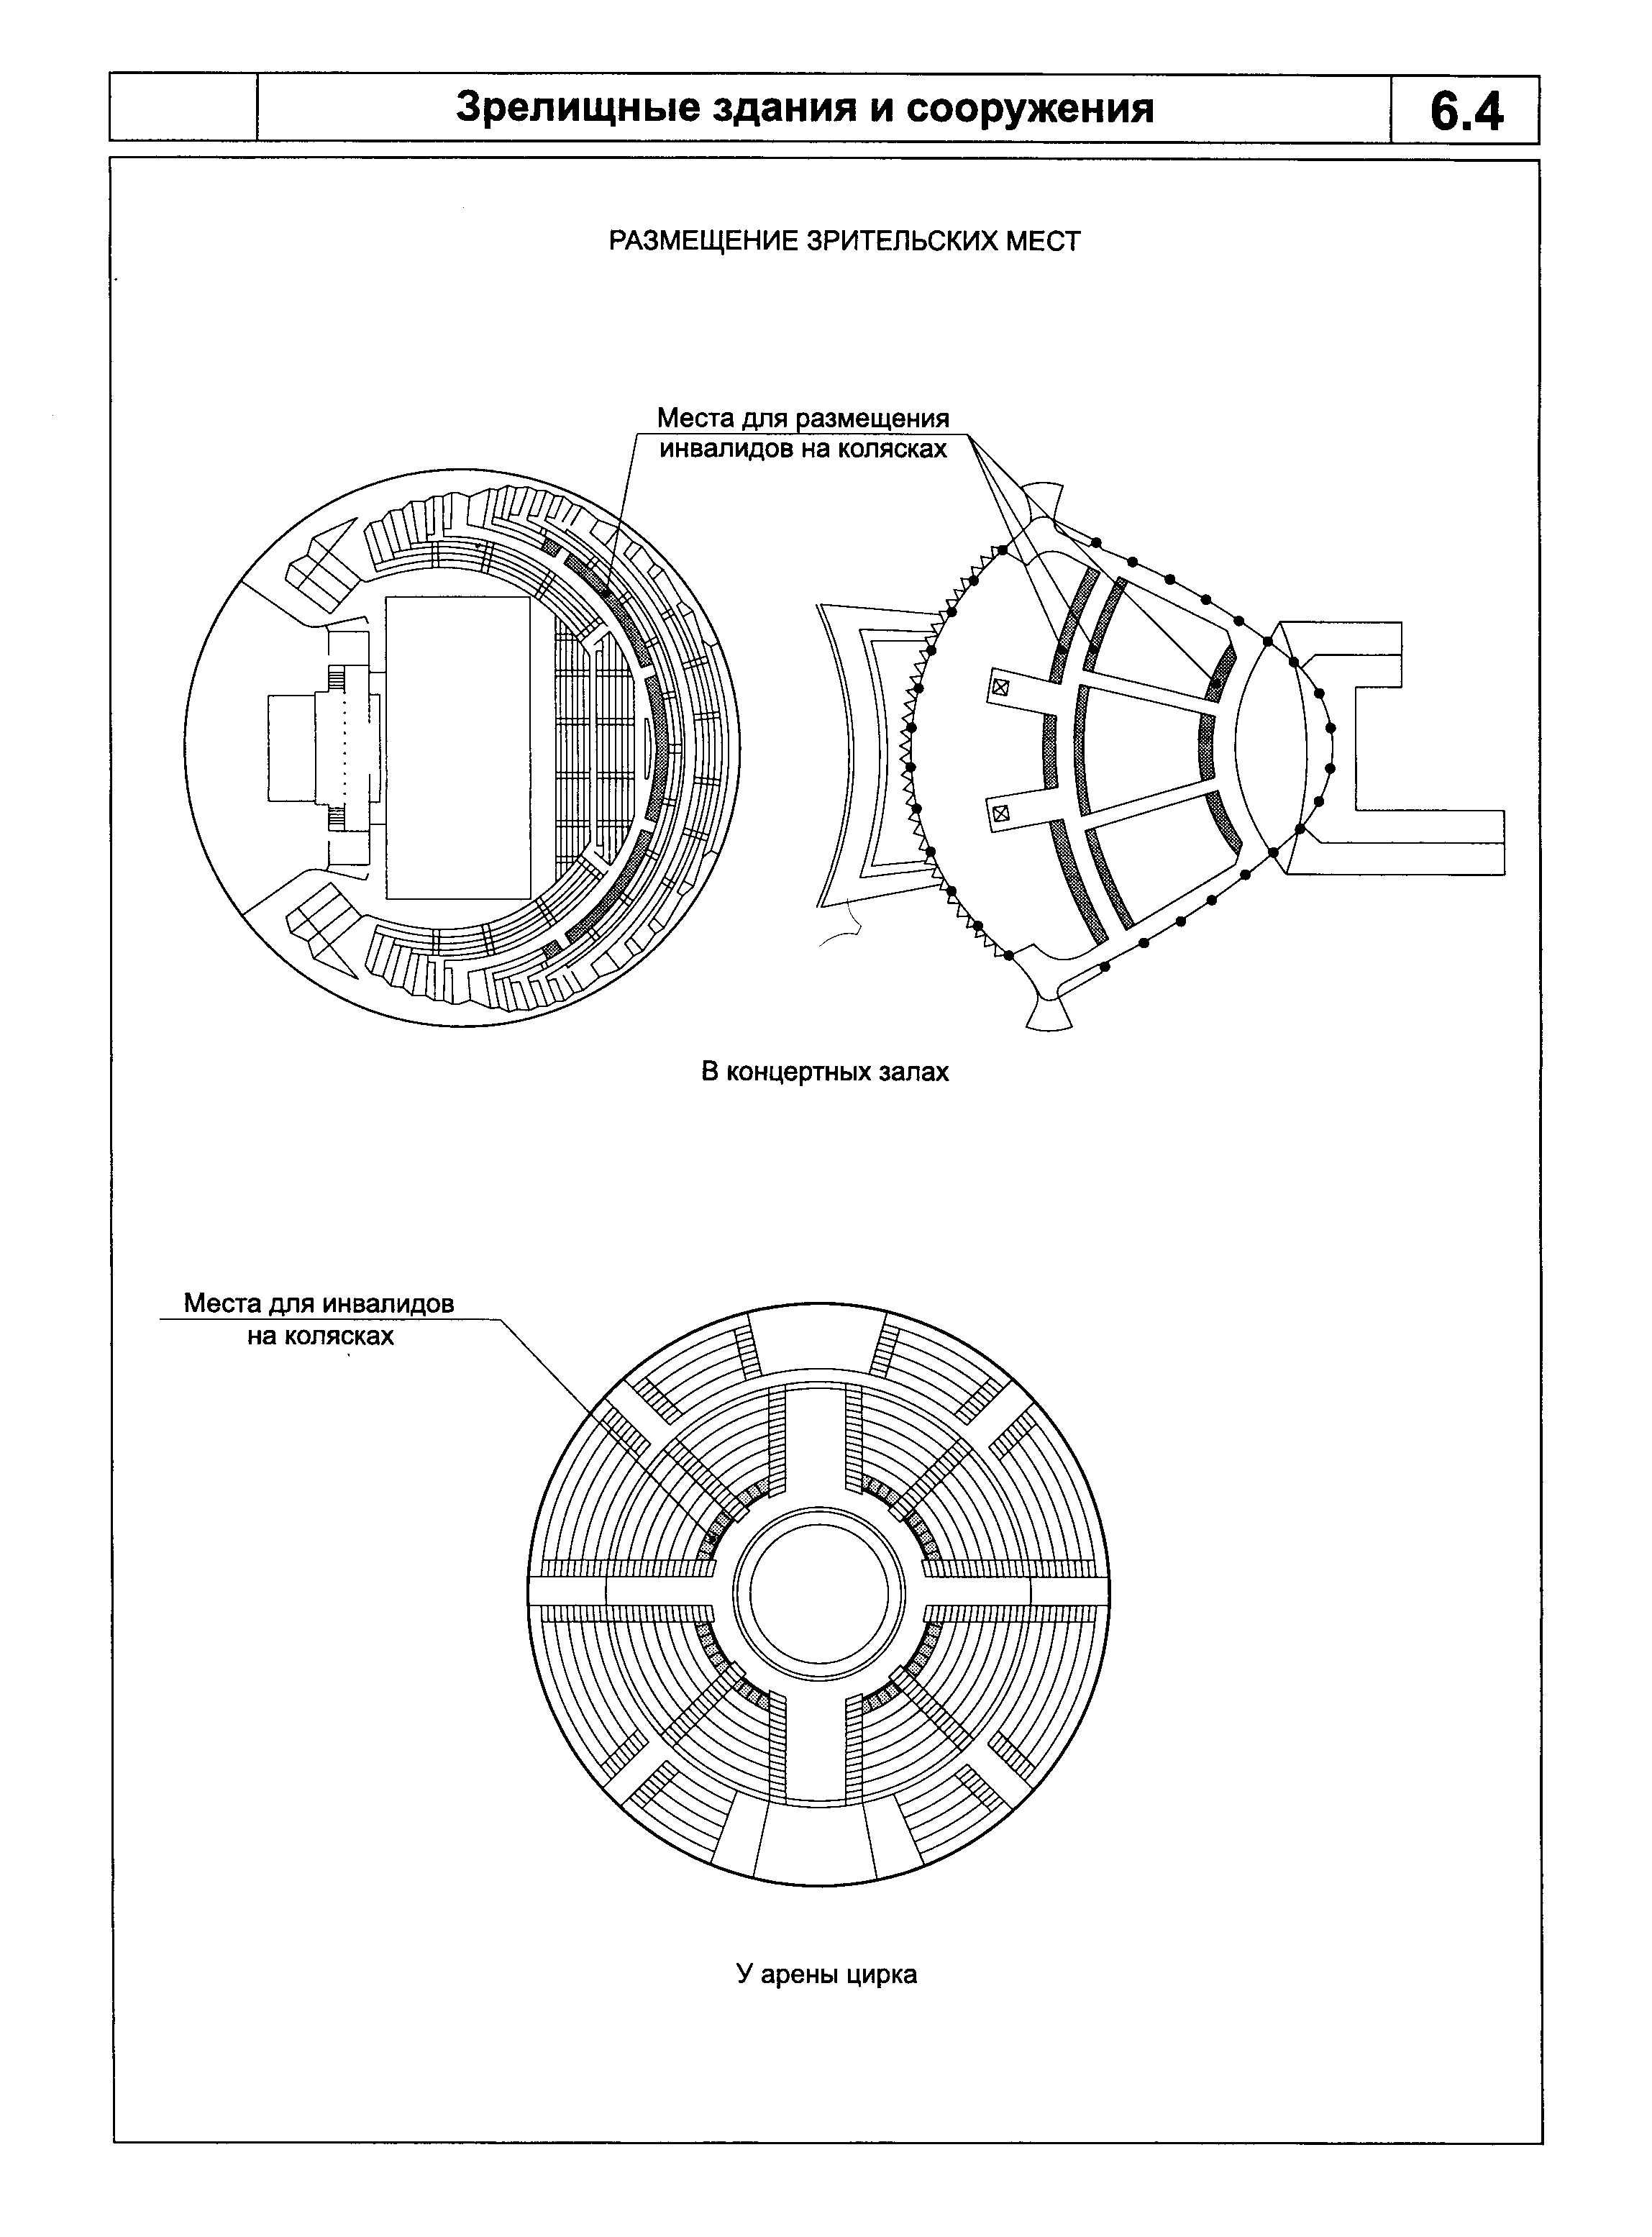 Зрелищные здания и сооружения
6.4
РАЗМЕЩЕНИЕ ЗРИТЕЛЬСКИХ МЕСТ
Места для размещения
инвалидов на колясках
В концертных залах
Места для инвалидов
на колясках
У арены цирка